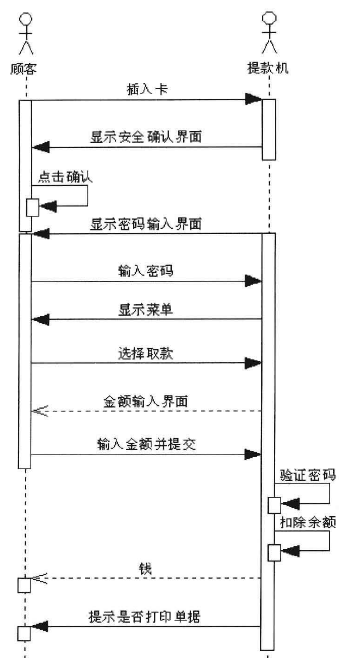 顾客
提款机
插入卡
显示安全确认界面
点击确认
显示密码输入界面
输入密码
显示菜单
选择取款
金额输入界面
输入金额并提交
验证密码
扣除余额
钱
提示是否打印单据